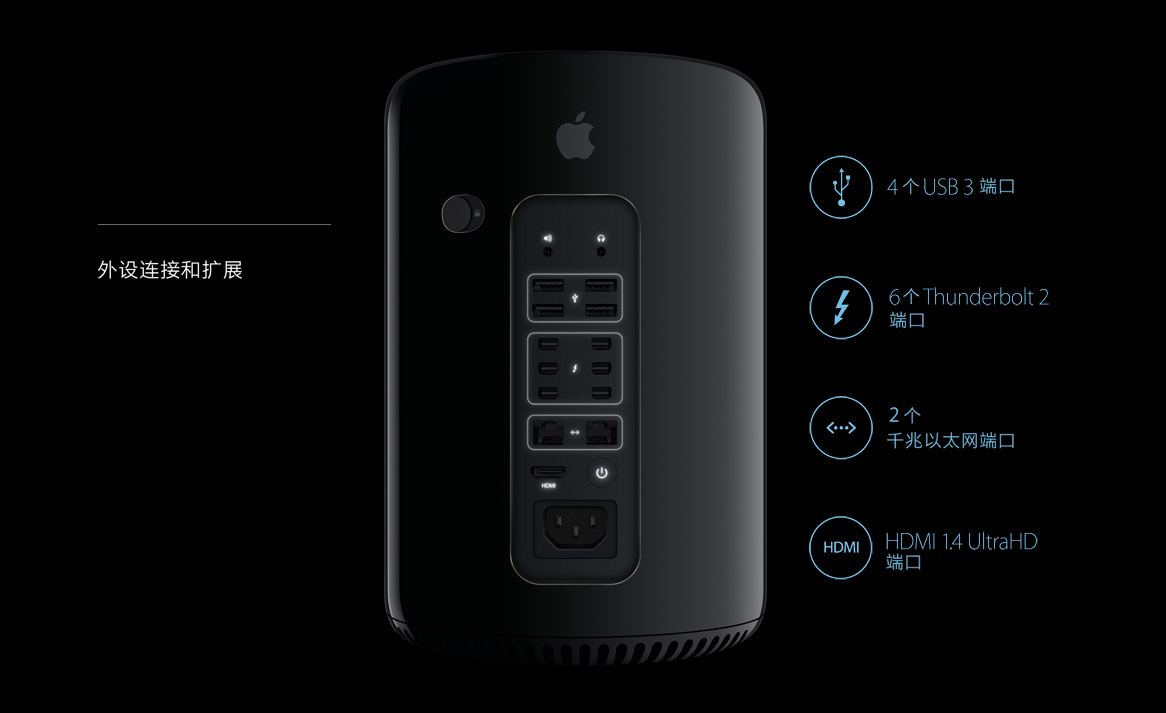 外设连接和扩展
HDMI
4个 USB 3 端口
6个 Thunderbolt 2
端口
2个
千兆以太网端口
HDMI
HDMI 1.4 UltraHD
端口